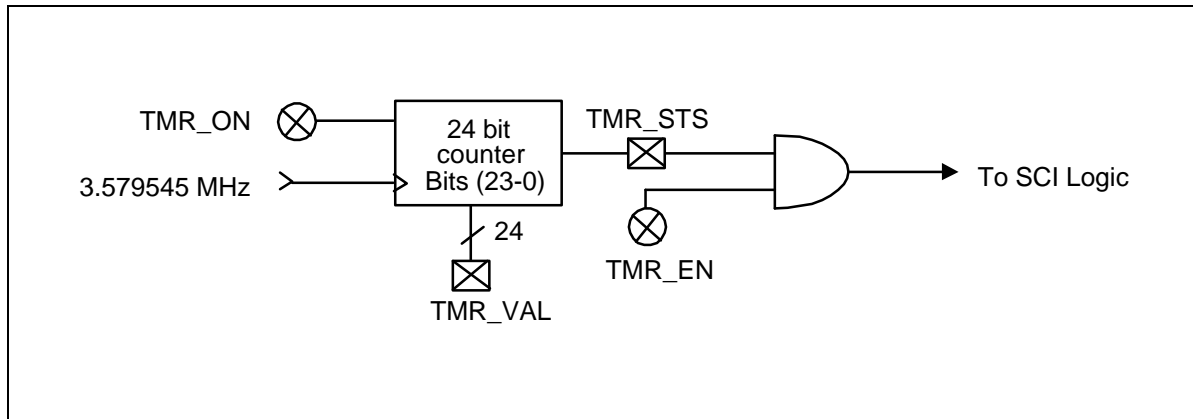 TMR_ON
3.579545 MHz
24 bit
counter
Bits (23-0)
24
TMR_VAL
TMR_STS
TMR_EN
To SCI Logic